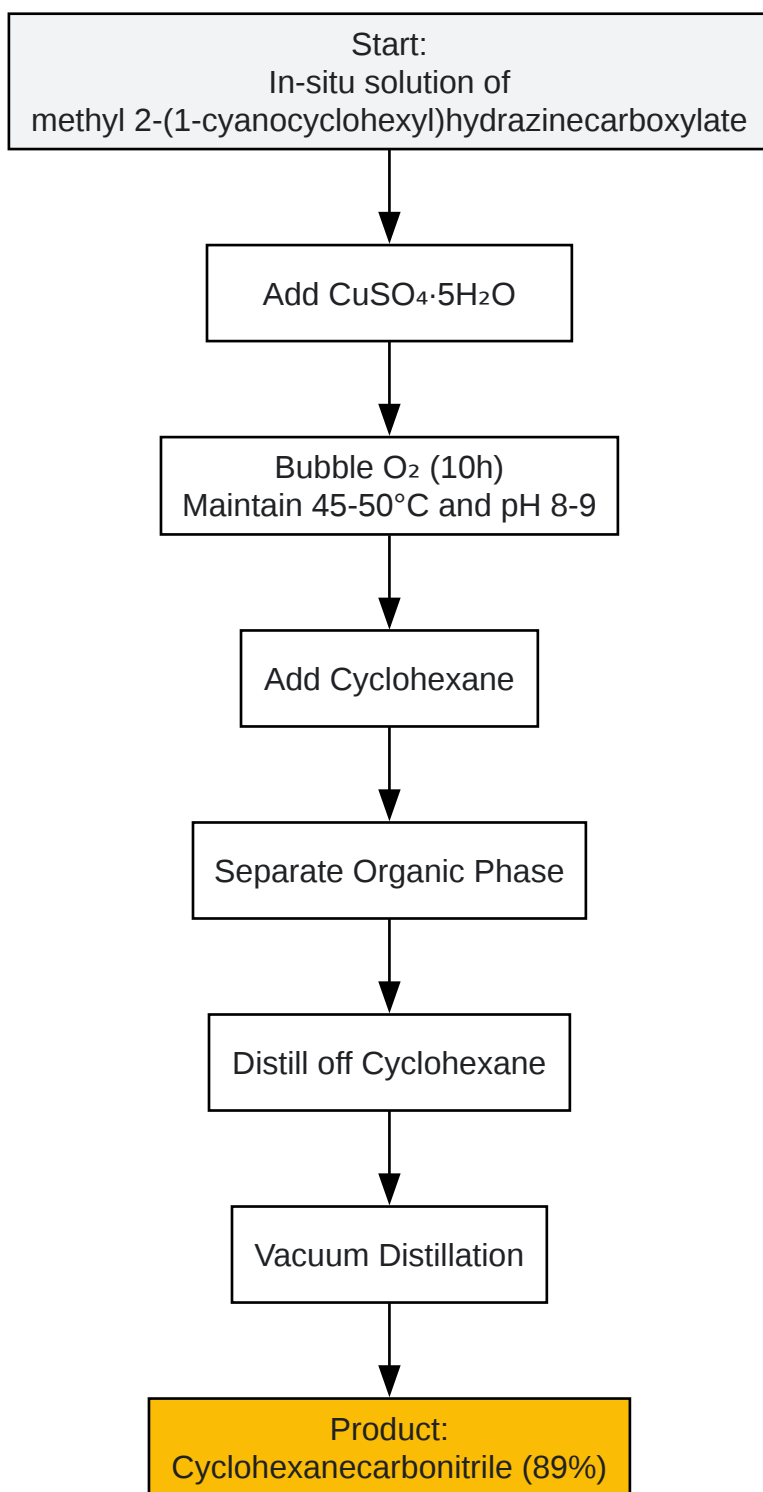 Start:
In-situ solution of
methyl 2-(1-cyanocyclohexyl)hydrazinecarboxylate
Add CuSO₄·5H₂O
Bubble O₂ (10h)
Maintain 45-50°C and pH 8-9
Add Cyclohexane
Separate Organic Phase
Distill off Cyclohexane
Vacuum Distillation
Product:
Cyclohexanecarbonitrile (89%)